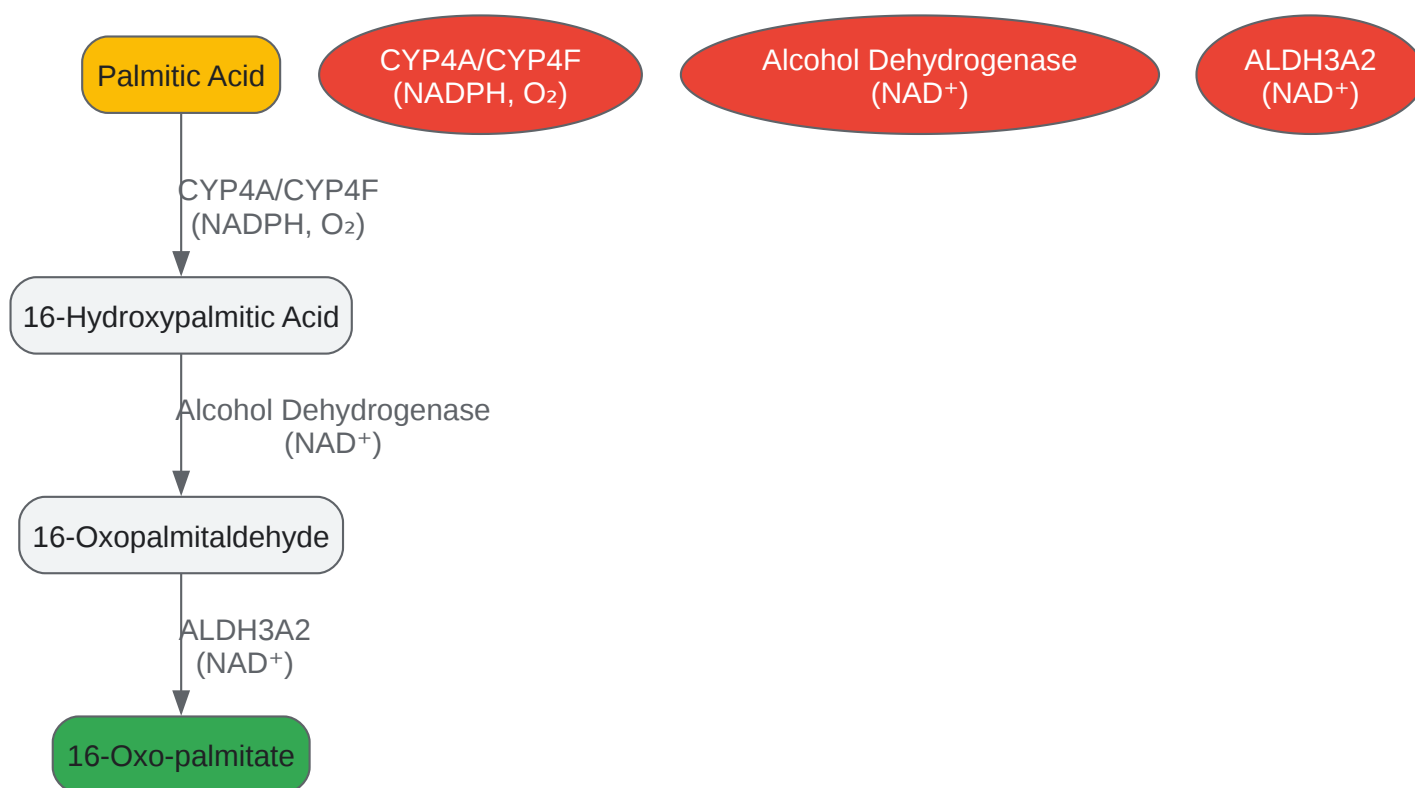 Palmitic Acid
CYP4A/CYP4F
(NADPH, O₂)
Alcohol Dehydrogenase
(NAD⁺)
ALDH3A2
(NAD⁺)
CYP4A/CYP4F
(NADPH, O₂)
16-Hydroxypalmitic Acid
Alcohol Dehydrogenase
(NAD⁺)
16-Oxopalmitaldehyde
ALDH3A2
(NAD⁺)
16-Oxo-palmitate